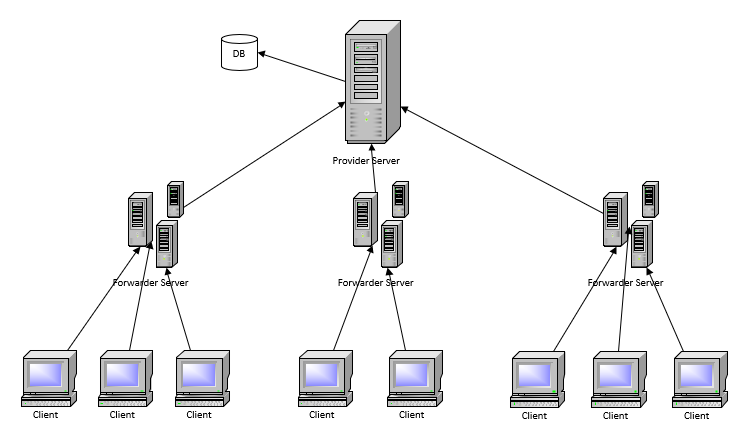 DB
Provider Server
Forwarder Server
Forwarder Server
Forwarder Server
Client
Client
Client
Client
Client
Client
Client
Client